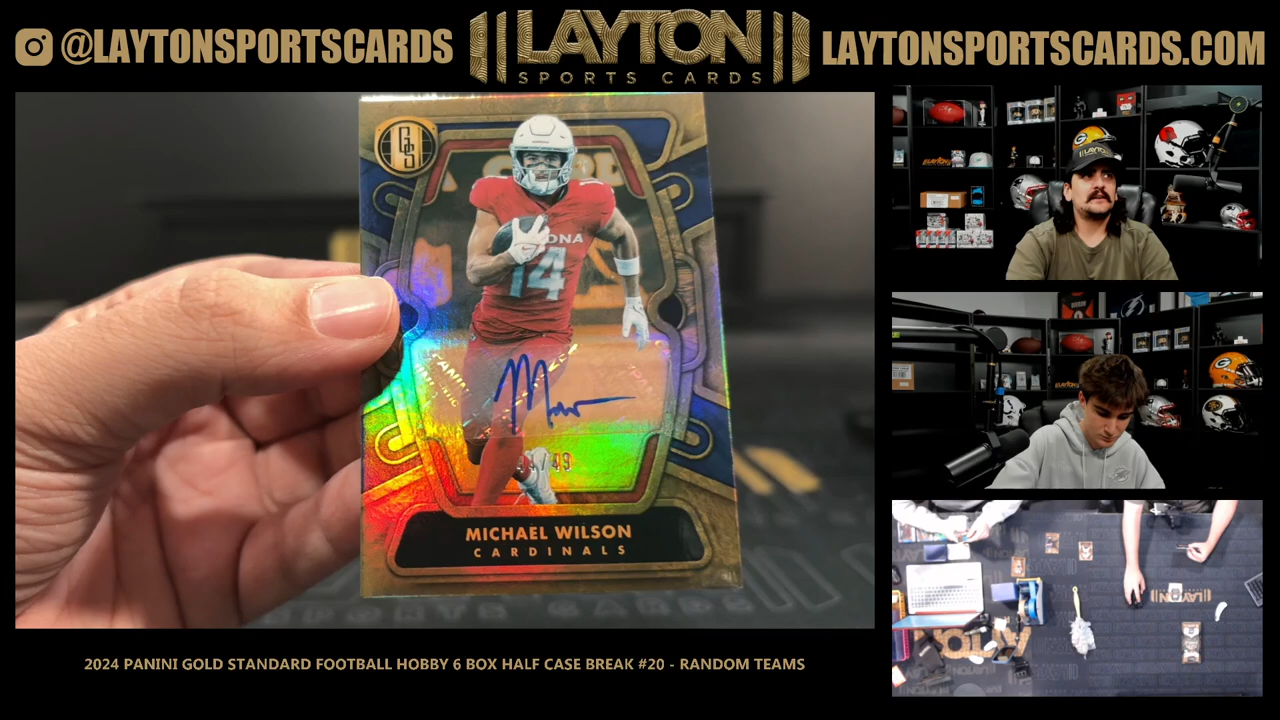 @LAYTONSPORTSCARDS
LAYTON
SPORTS CARDS
LAYTONSPORTSCARDS.COM
GS
14
MICHAEL WILSON
CARDINALS
LAYTON
2024 PANINI GOLD STANDARD FOOTBALL HOBBY 6 BOX HALF CASE BREAK #20 - RANDOM TEAMS